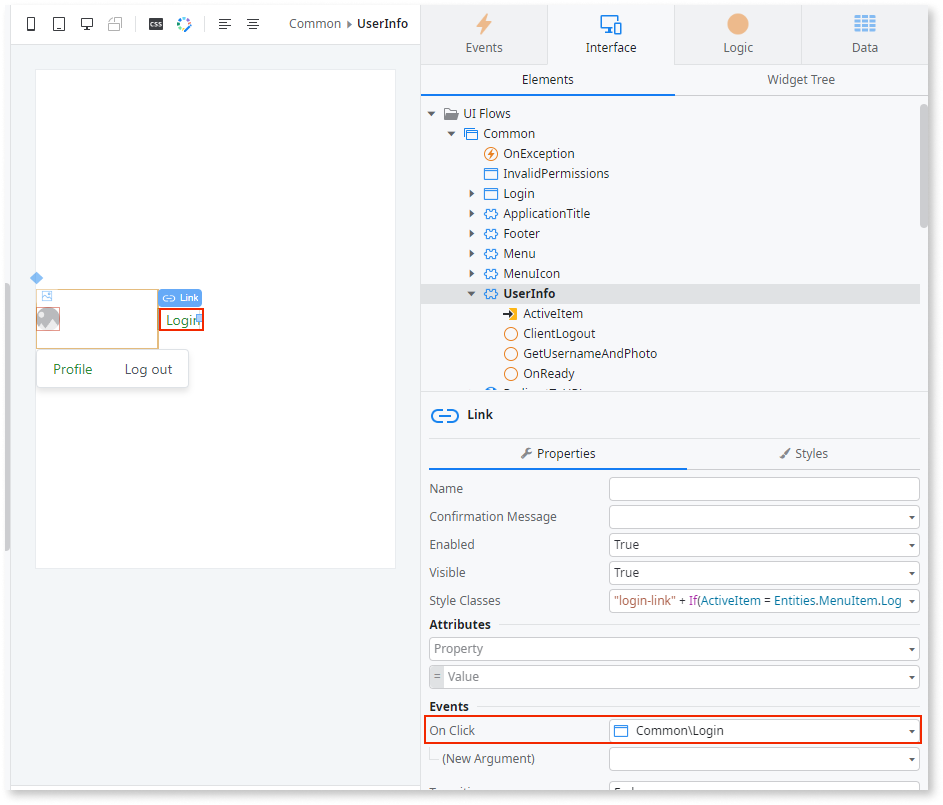 CSS
Common ▸ UserInfo
Events
Interface
Logic
Data
Elements
Widget Tree
UI Flows
Common
OnException
InvalidPermissions
Login
ApplicationTitle
Footer
Menu
MenuIcon
UserInfo
ActiveItem
ClientLogout
GetUsernameAndPhoto
OnReady
Link
Login
Profile
Log out
Link
Properties
Styles
Name
Confirmation Message
Enabled True
Visible True
Style Classes "login-link" + If(ActiveItem = Entities.MenuItem.Log
Attributes
Property
= Value
Events
On Click Common\Login
(New Argument)